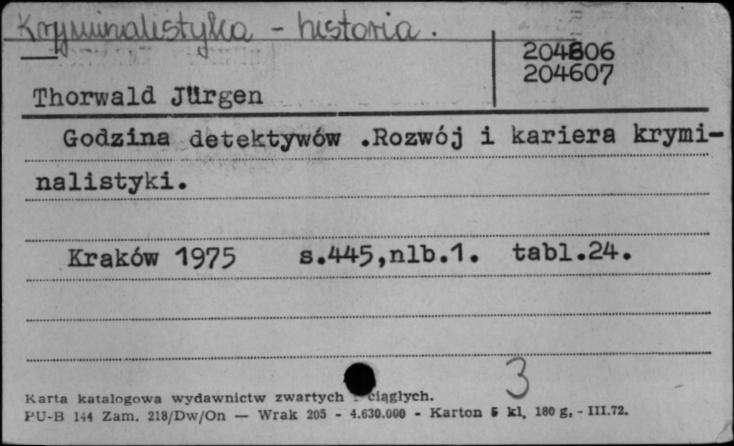 Kryminalistyka - historia.
204606
204607
Thorwald Jürgen
Godzina detektywów .Rozwój i kariera krymi-
nalistyki.
Kraków 1975 s.445,nlb.1. tabl.24.
3
Karta katalogowa wydawnictw zwartych i ciągłych.
PU-B 144 Zam. 218/Dw/On — Wrak 205 - 4.630.000 - Karton 5 kl, 180 g, - III.72.